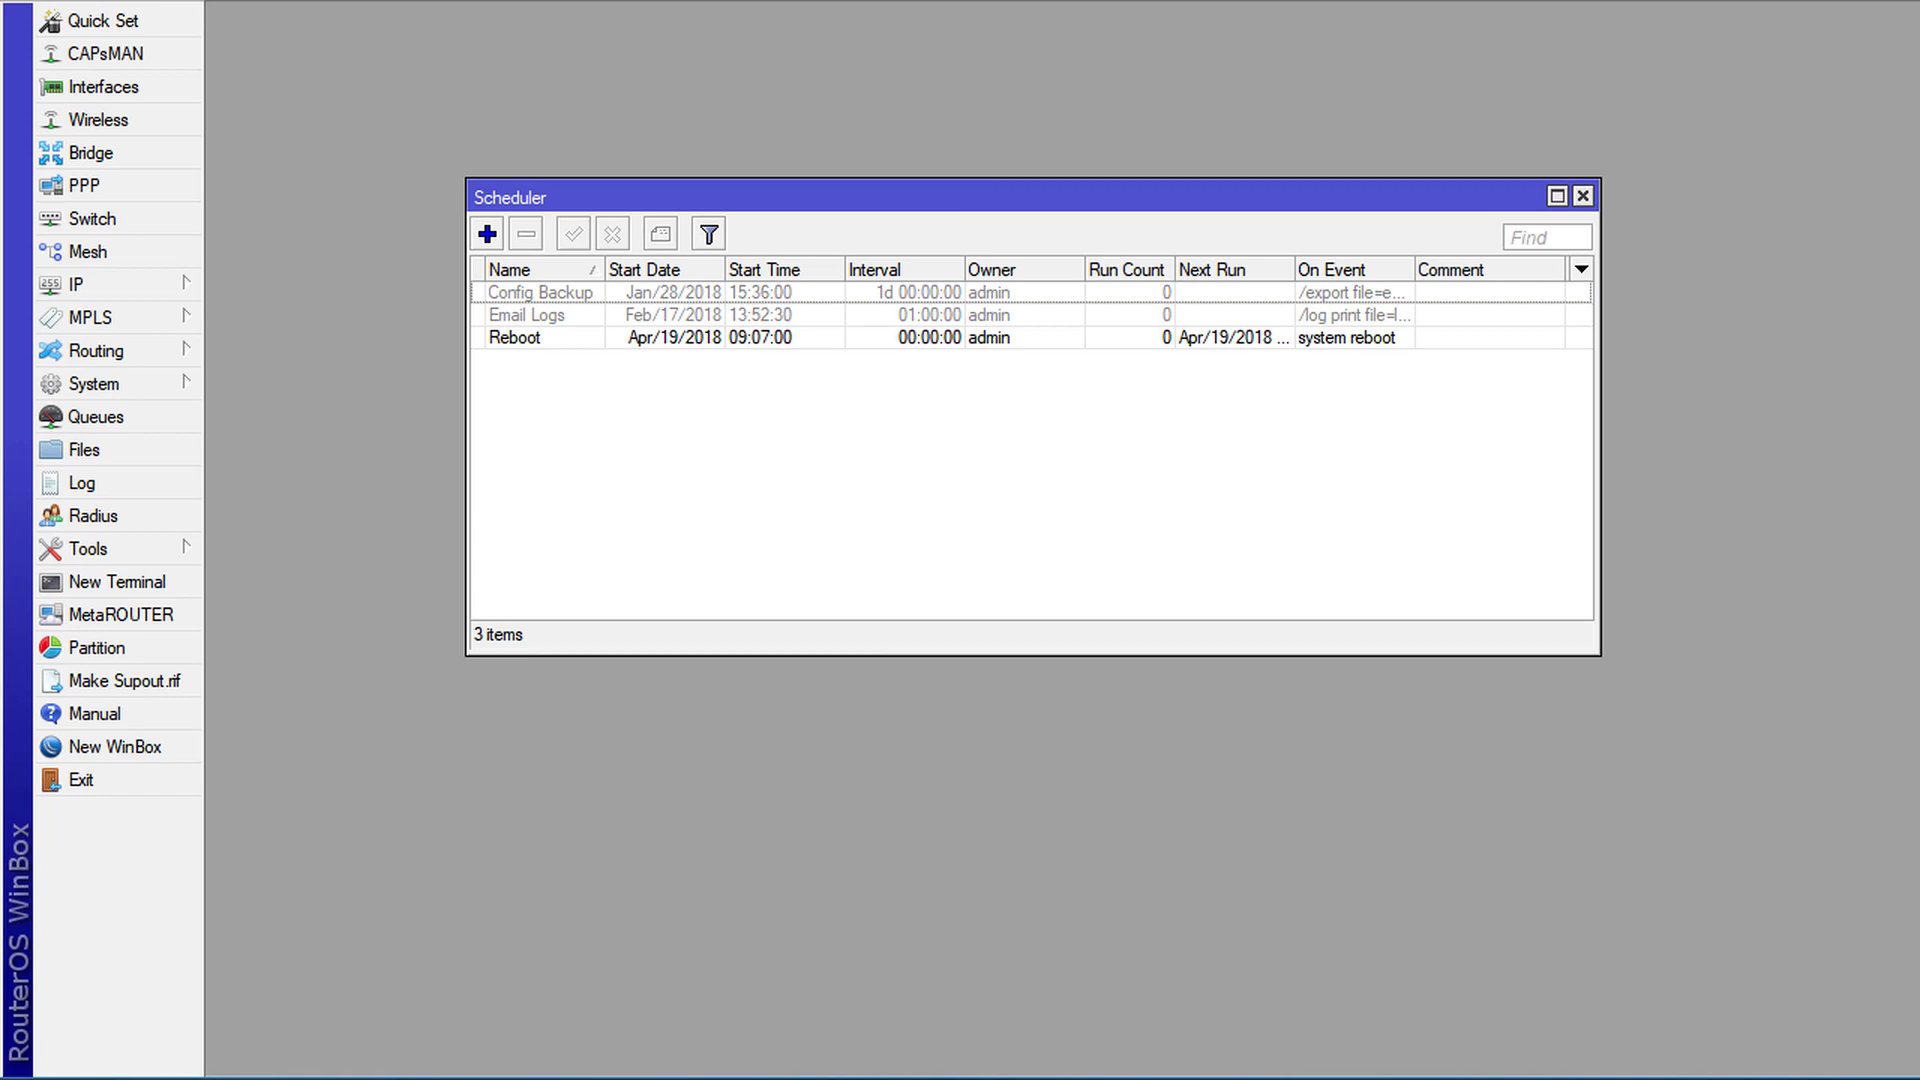 Quick Set
CAPsMAN
Interfaces
Wireless
Bridge
PPP
Switch
Mesh
255
IP
MPLS
Routing
System
Queues
Files
Log
Radius
Tools
New Terminal
MetaROUTER
Partition
Make Supout.rif
Manual
New WinBox
Exit
RouterOS WinBox
Scheduler
Find
Name Start Date Start Time Interval Owner Run Count Next Run On Event Comment
Config Backup Jan/28/2018 15:36:00 1d 00:00:00 admin 0 /export file=e...
Email Logs Feb/17/2018 13:52:30 01:00:00 admin 0 /log print file=l...
Reboot Apr/19/2018 09:07:00 00:00:00 admin 0 Apr/19/2018 ... system reboot
3 items